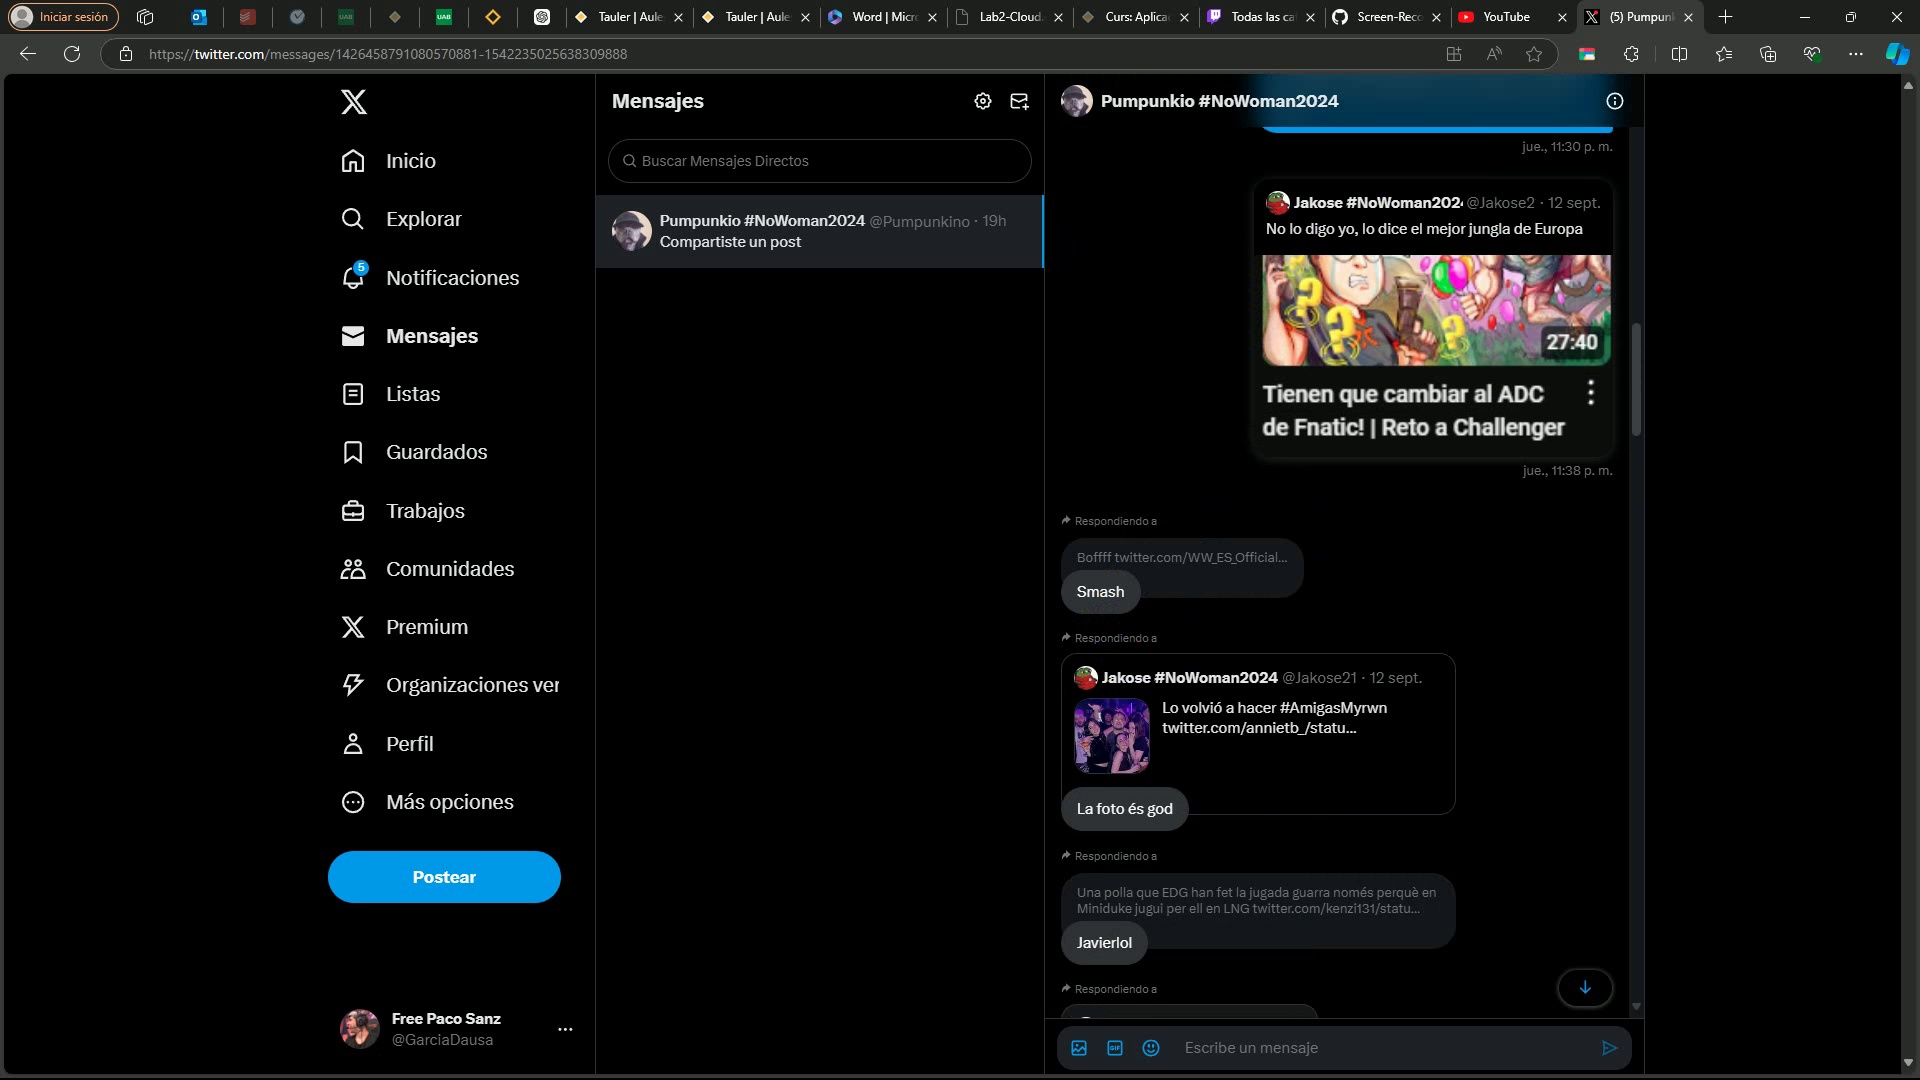 Iniciar sesión
Tauler | Aule
Tauler | Aule
Word | Micr
Lab2-Cloud
Curs: Aplica
Todas las ca
Screen-Reco
YouTube
(5) Pumpun
https://twitter.com/messages/1426458791080570881-1542235025638309888
Inicio
Explorar
5
Notificaciones
Mensajes
Listas
Guardados
Trabajos
Comunidades
Premium
Organizaciones ver
Perfil
Más opciones
Postear
Free Paco Sanz
@GarciaDausa
Mensajes
Buscar Mensajes Directos
Pumpunkio #NoWoman2024 @Pumpunkino · 19h
Compartiste un post
Pumpunkio #NoWoman2024
jue., 11:30 p. m.
Jakose #NoWoman202 @Jakose2 · 12 sept.
No lo digo yo, lo dice el mejor jungla de Europa
27:40
Tienen que cambiar al ADC
de Fnatic! | Reto a Challenger
jue., 11:38 p. m.
Respondiendo a
Boffff twitter.com/WW_ES_Official...
Smash
Respondiendo a
Jakose #NoWoman2024 @Jakose21 · 12 sept.
Lo volvió a hacer #AmigasMyrwn
twitter.com/annietb_/statu...
La foto és god
Respondiendo a
Una polla que EDG han fet la jugada guarra només perquè en
Miniduke jugui per ell en LNG twitter.com/kenzi131/statu...
Javierlol
Respondiendo a
GIF
Escribe un mensaje